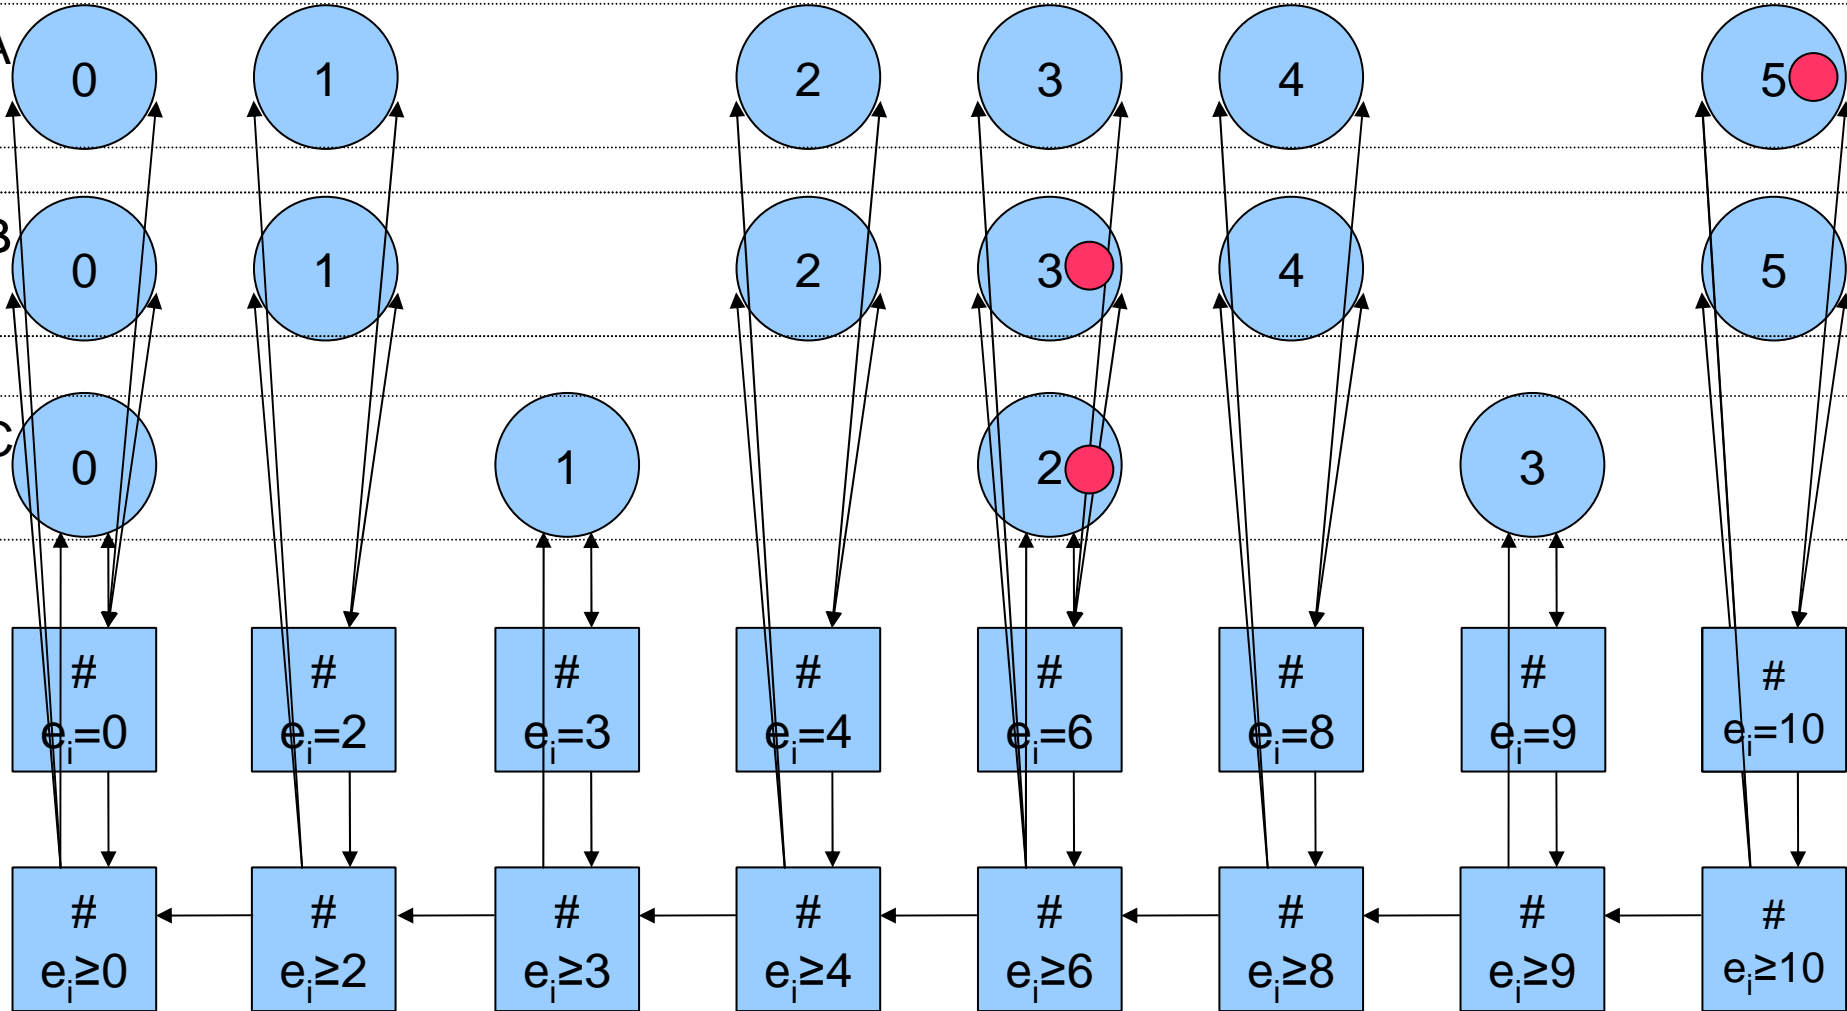 A 0 1 2 3 4 5
B 0 1 2 3 4 5
C 0 1 2 3
# # # # # # # #
eᵢ=0 eᵢ=2 eᵢ=3 eᵢ=4 eᵢ=6 eᵢ=8 eᵢ=9 eᵢ=10
# # # # # # # #
eᵢ≥0 eᵢ≥2 eᵢ≥3 eᵢ≥4 eᵢ≥6 eᵢ≥8 eᵢ≥9 eᵢ≥10